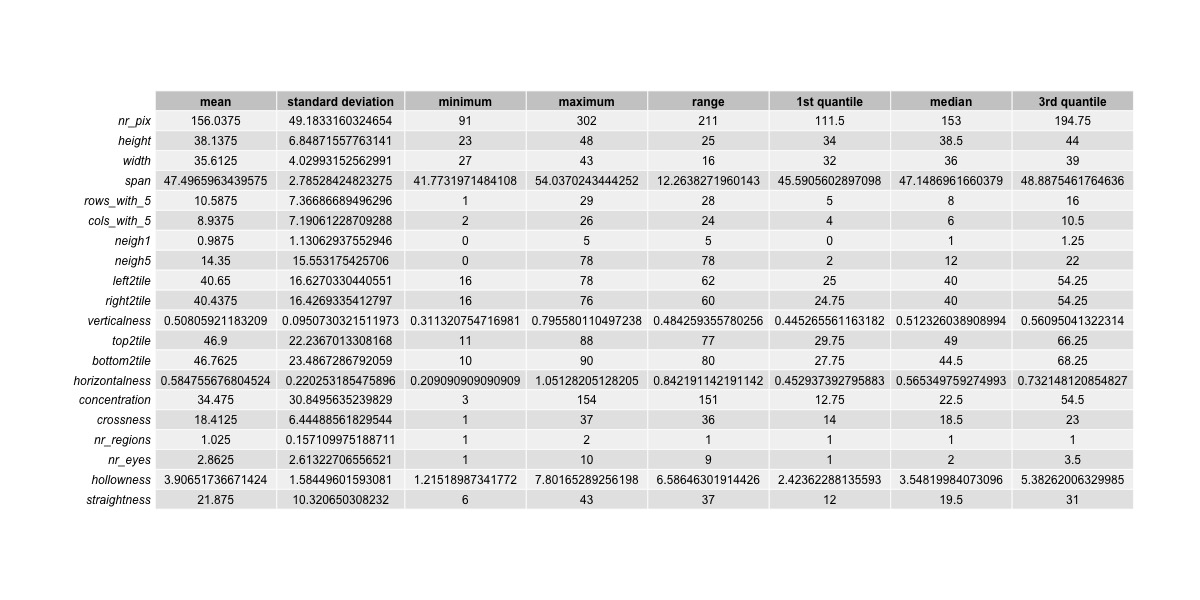 mean standard deviation minimum maximum range 1st quantile median 3rd quantile
nr_pix 156.0375 49.1833160324654 91 302 211 111.5 153 194.75
height 38.1375 6.84871557763141 23 48 25 34 38.5 44
width 35.6125 4.02993152562991 27 43 16 32 36 39
span 47.4965963439575 2.78528424823275 41.7731971484108 54.0370243444252 12.2638271960143 45.5905602897098 47.1486961660379 48.8875461764636
rows_with_5 10.5875 7.36686689496296 1 29 28 5 8 16
cols_with_5 8.9375 7.19061228709288 2 26 24 4 6 10.5
neigh1 0.9875 1.13062937552946 0 5 5 0 1 1.25
neigh5 14.35 15.553175425706 0 78 78 2 12 22
left2tile 40.65 16.6270330440551 16 78 62 25 40 54.25
right2tile 40.4375 16.4269335412797 16 76 60 24.75 40 54.25
verticalness 0.50805921183209 0.0950730321511973 0.311320754716981 0.795580110497238 0.484259355780256 0.445265561163182 0.512326038908994 0.56095041322314
top2tile 46.9 22.2367013308168 11 88 77 29.75 49 66.25
bottom2tile 46.7625 23.4867286792059 10 90 80 27.75 44.5 68.25
horizontalness 0.584755676804524 0.220253185475896 0.209090909090909 1.05128205128205 0.842191142191142 0.452937392795883 0.565349759274993 0.732148120854827
concentration 34.475 30.8495635239829 3 154 151 12.75 22.5 54.5
crossness 18.4125 6.44488561829544 1 37 36 14 18.5 23
nr_regions 1.025 0.157109975188711 1 2 1 1 1 1
nr_eyes 2.8625 2.61322706556521 1 10 9 1 2 3.5
hollowness 3.90651736671424 1.58449601593081 1.21518987341772 7.80165289256198 6.58646301914426 2.42362288135593 3.54819984073096 5.38262006329985
straightness 21.875 10.320650308232 6 43 37 12 19.5 31